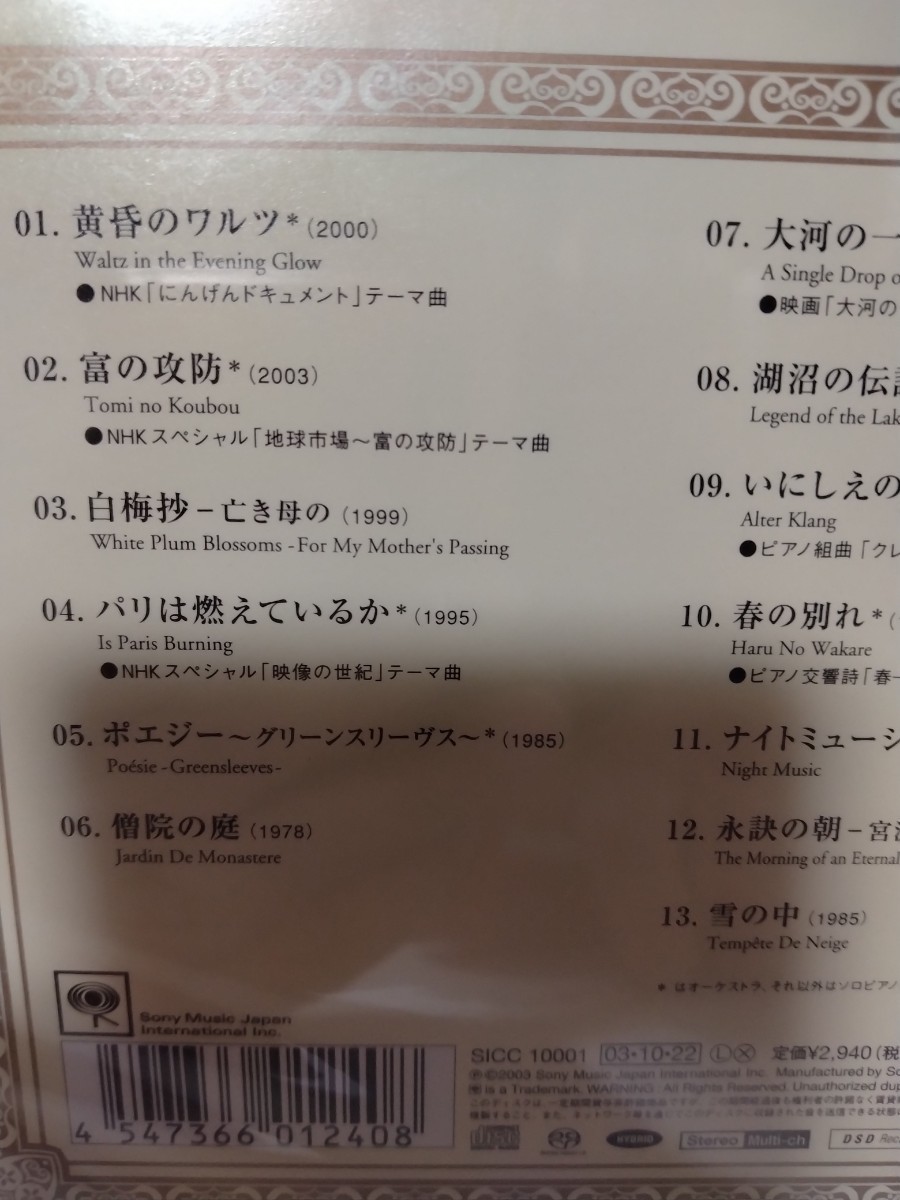 01. 黄昏のワルツ*(2000)
Waltz in the Evening Glow
●NHK「にんげんドキュメント」テーマ曲
02. 富の攻防*(2003)
Tomi no Koubou
●NHKスペシャル「地球市場～富の攻防」テーマ曲
03. 白梅抄－亡き母の (1999)
White Plum Blossoms -For My Mother's Passing
04. パリは燃えているか*(1995)
Is Paris Burning
●NHKスペシャル「映像の世紀」テーマ曲
05. ポエジー～グリーンスリーヴス～*(1985)
Poésie -Greensleeves-
06. 僧院の庭 (1978)
Jardin De Monastere
07. 大河の一
A Single Drop o
●映画「大河の
08. 湖沼の伝
Legend of the Lak
09. いにしえの
Alter Klang
●ピアノ組曲「クレ
10. 春の別れ*(
Haru No Wakare
●ピアノ交響詩「春
11. ナイトミュージ
Night Music
12. 永訣の朝－宮
The Morning of an Eternal
13. 雪の中 (1985)
Tempête De Neige
* はオーケストラ、それ以外はソロピアノ
Sony Music Japan
International Inc.
SICC 10001 03・10・22 Ⓛ Ⓧ 定価¥2,940(税
Ⓟ©2003 Sony Music Japan International Inc. Manufactured by So
is a Trademark. WARNING : All Rights Reserved. Unauthorized dup
4 547366 012408
HYBRID
Stereo Multi-ch
DSD Rec